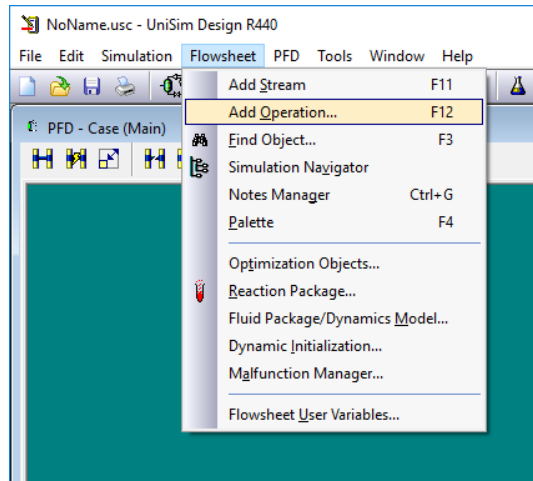 NoName.usc - UniSim Design R440
File Edit Simulation Flowsheet PFD Tools Window Help
Add Stream F11
Add Operation... F12
PFD - Case (Main)
Find Object... F3
Simulation Navigator
Notes Manager Ctrl+G
Palette F4
Optimization Objects...
Reaction Package...
Fluid Package/Dynamics Model...
Dynamic Initialization...
Malfunction Manager...
Flowsheet User Variables...